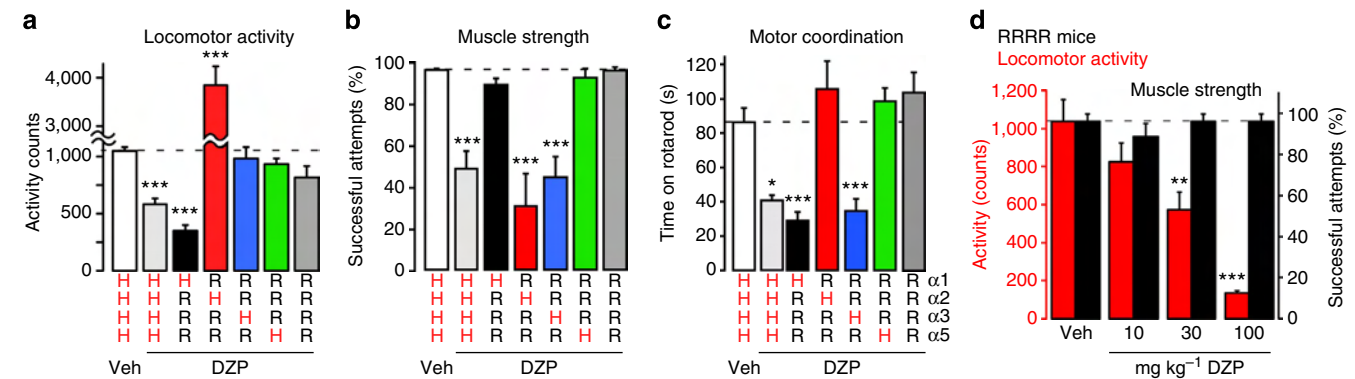 a
Locomotor activity
Activity counts
4,000
3,000
1,000
500
0
***
***
***
H H H R R R R
H H R H R R R
H H R R H R R
H H R R R H R
Veh DZP
b
Muscle strength
Successful attempts (%)
100
80
60
40
20
0
***
***
***
H H H R R R R
H H R H R R R
H H R R H R R
H H R R R H R
Veh DZP
c
Motor coordination
Time on rotarod (s)
120
100
80
60
40
20
0
*
***
***
H H H R R R R α1
H H R H R R R α2
H H R R H R R α3
H H R R R H R α5
Veh DZP
d
RRRR mice
Locomotor activity
Muscle strength
Activity (counts)
1,200
1,000
800
600
400
200
0
**
***
100
80
60
40
20
0
Successful attempts (%)
Veh 10 30 100
mg kg–1 DZP